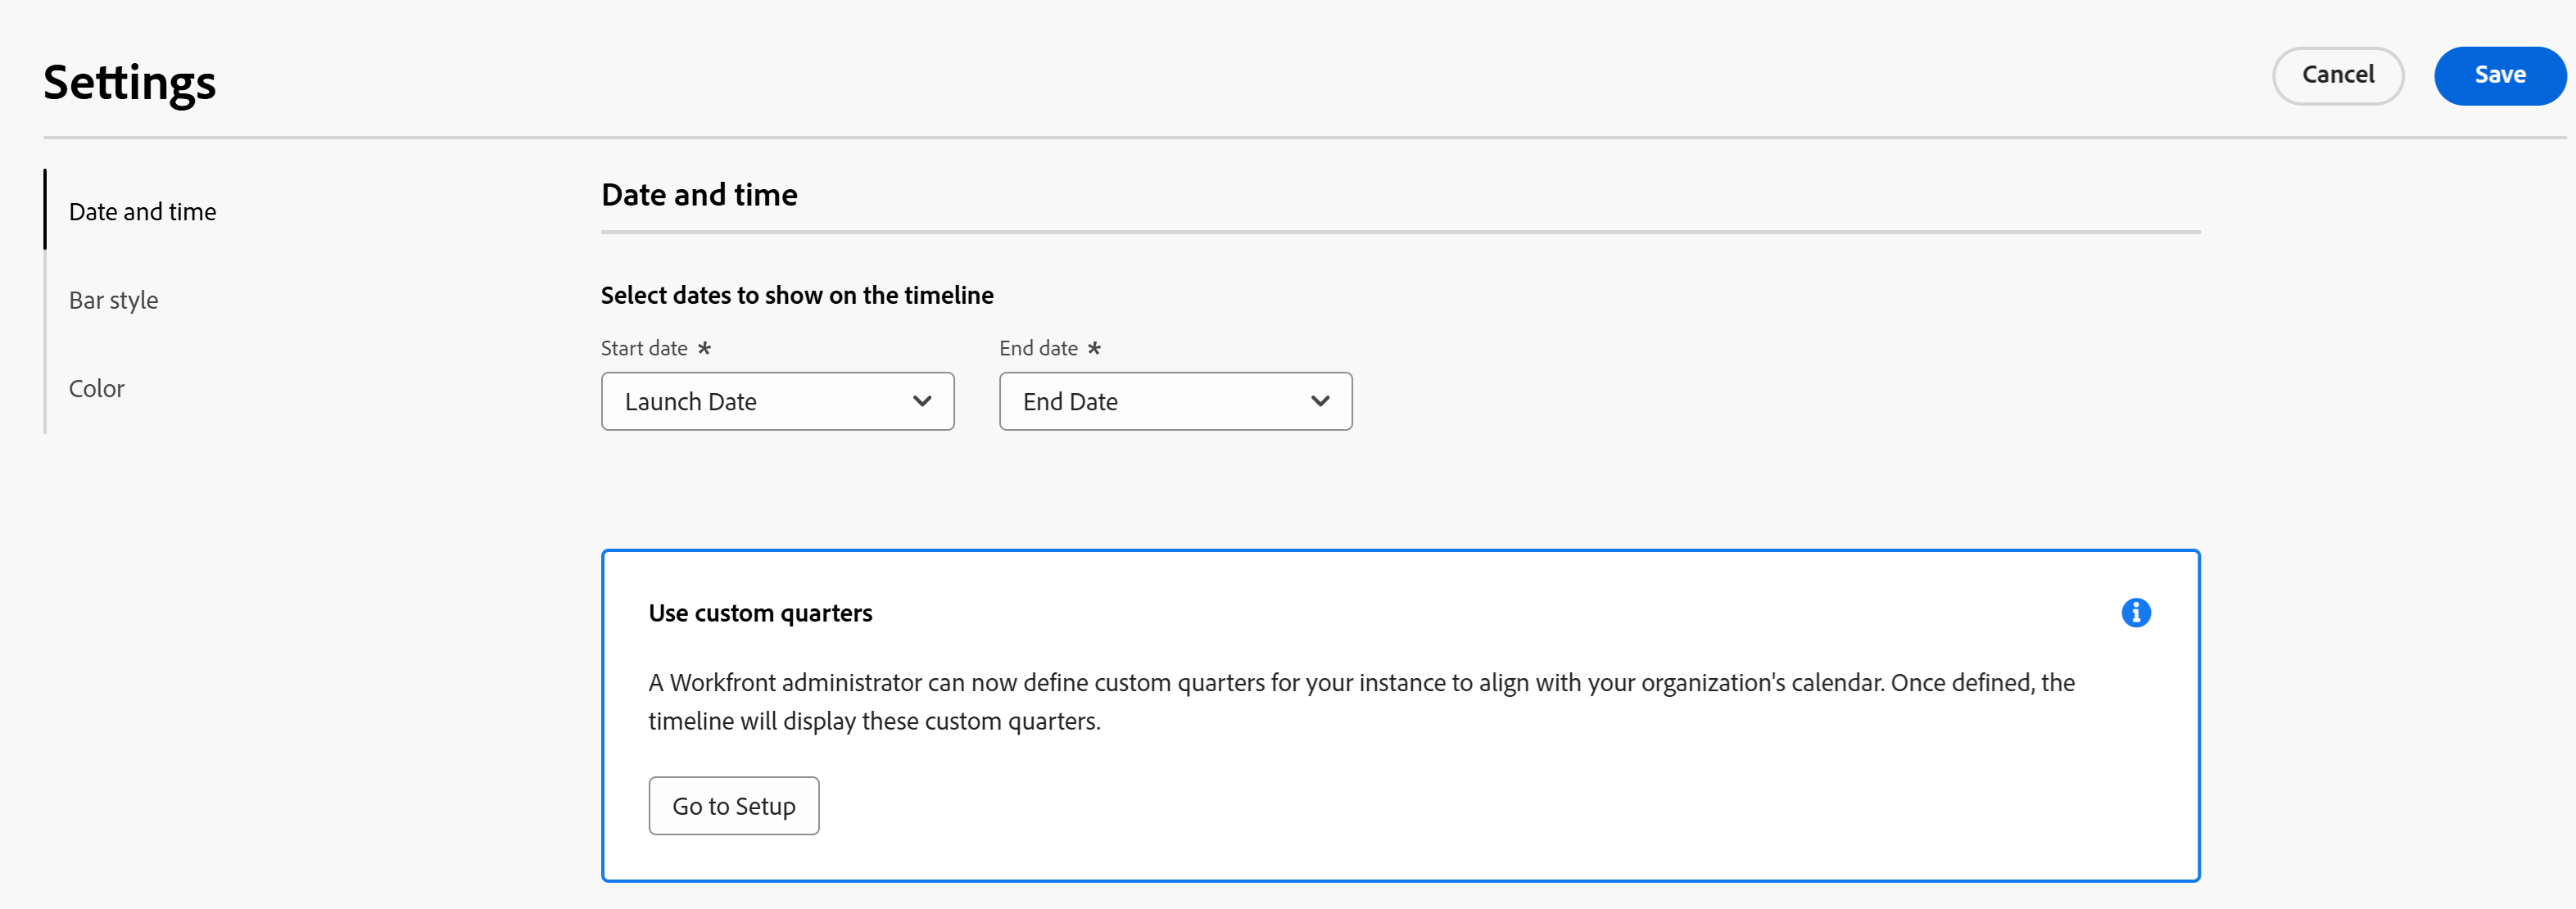 Settings
Cancel
Save
Date and time
Bar style
Color
Date and time
Select dates to show on the timeline
Start date *
End date *
Launch Date
End Date
Use custom quarters
A Workfront administrator can now define custom quarters for your instance to align with your organization's calendar. Once defined, the
timeline will display these custom quarters.
Go to Setup